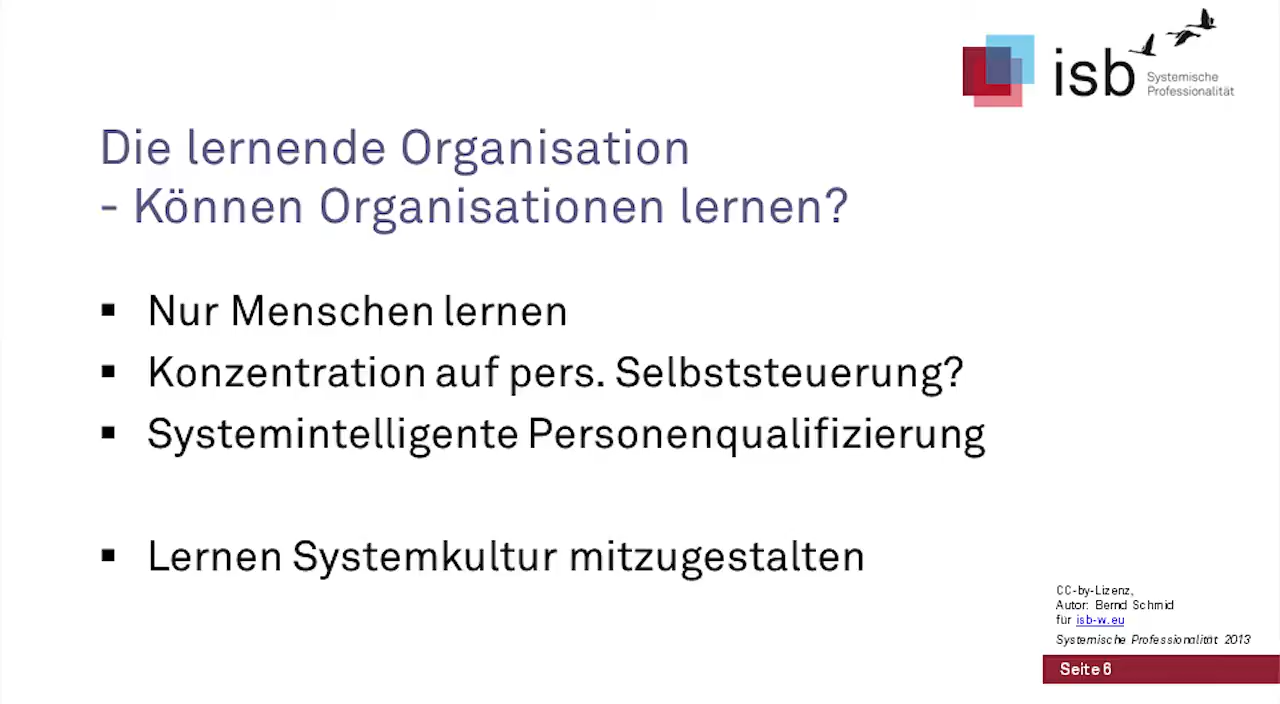 isb
Systemische
Professionalität
Die lernende Organisation
- Können Organisationen lernen?
▪ Nur Menschen lernen
▪ Konzentration auf pers. Selbststeuerung?
▪ Systemintelligente Personenqualifizierung
▪ Lernen Systemkultur mitzugestalten
CC-by-Lizenz,
Autor: Bernd Schmid
für isb-w.eu
Systemische Professionalität 2013
Seite 6